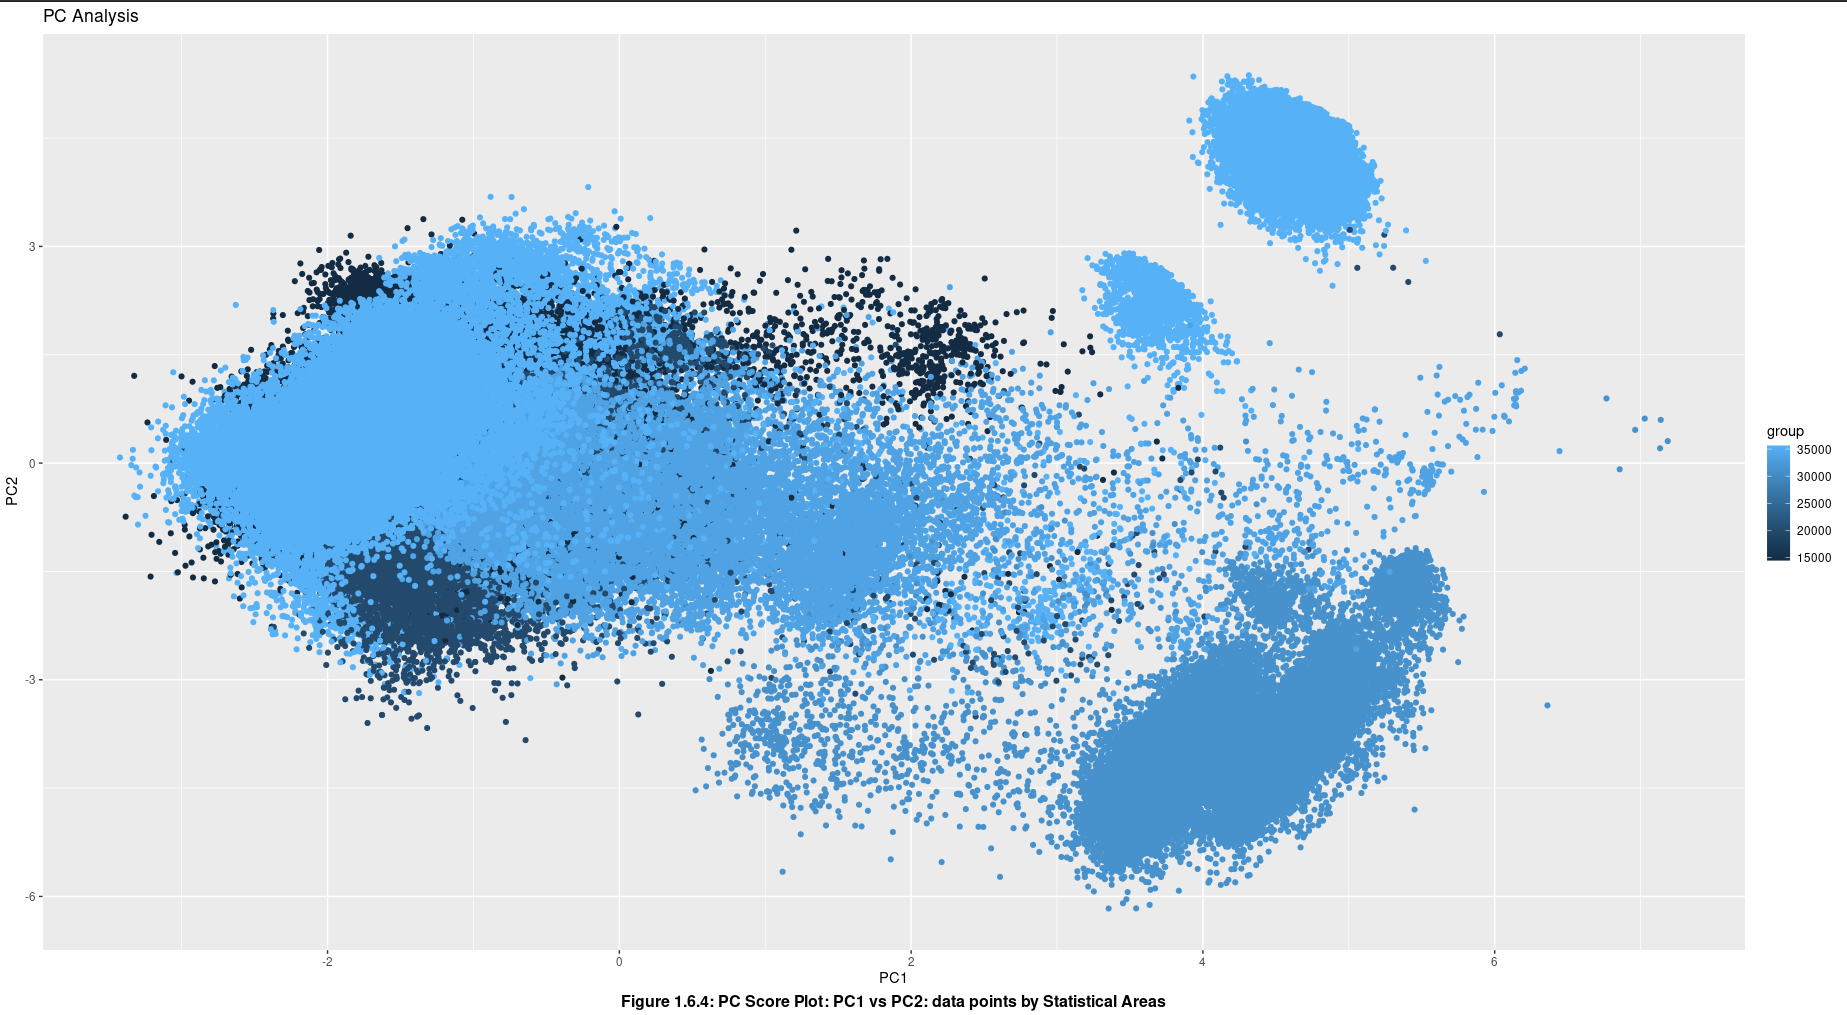 PC Analysis
3
0
-3
-6
PC2
-2
0
2
4
6
PC1
group
35000
30000
25000
20000
15000
Figure 1.6.4: PC Score Plot: PC1 vs PC2: data points by Statistical Areas